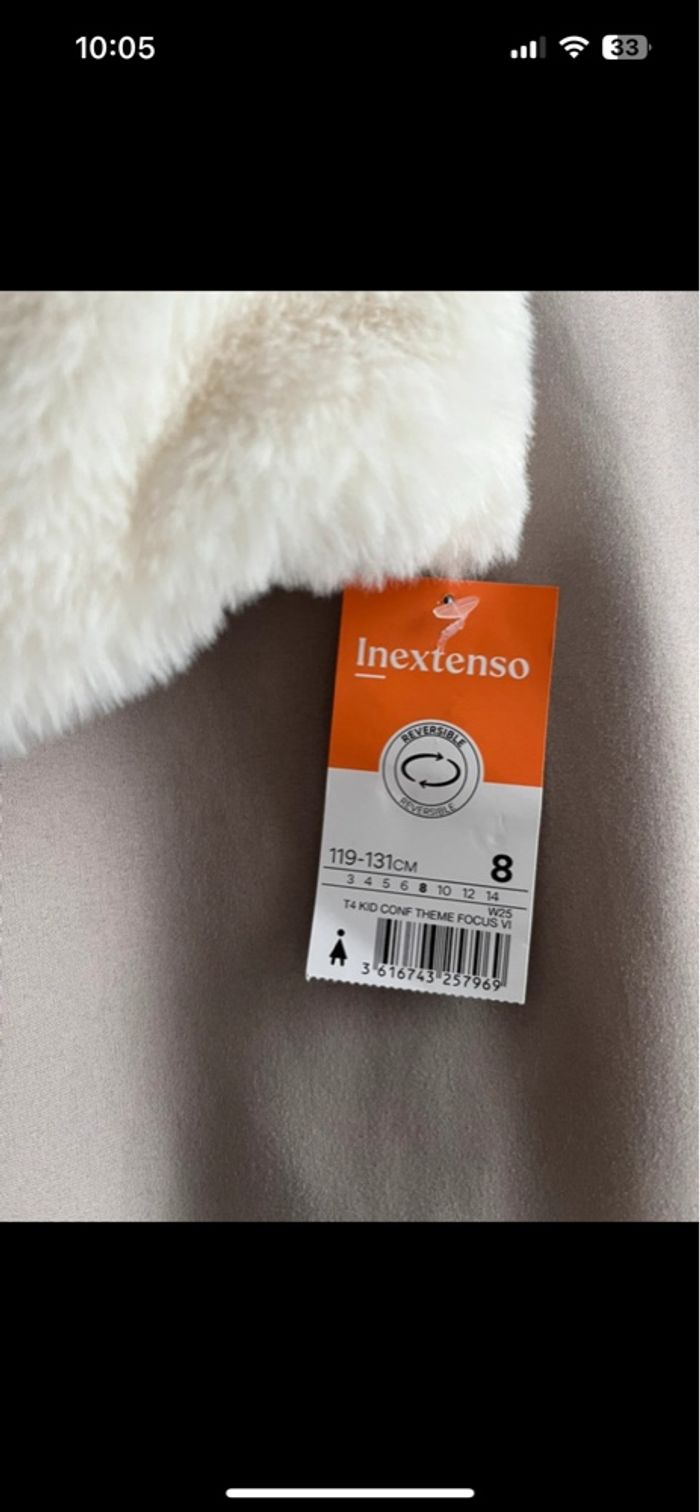 10:05
33
Inextenso
REVERSIBLE
REVERSIBLE
119-131CM
8
3 4 5 6 8 10 12 14
W25
T4 KID CONF THEME FOCUS VI
3 616743 257969